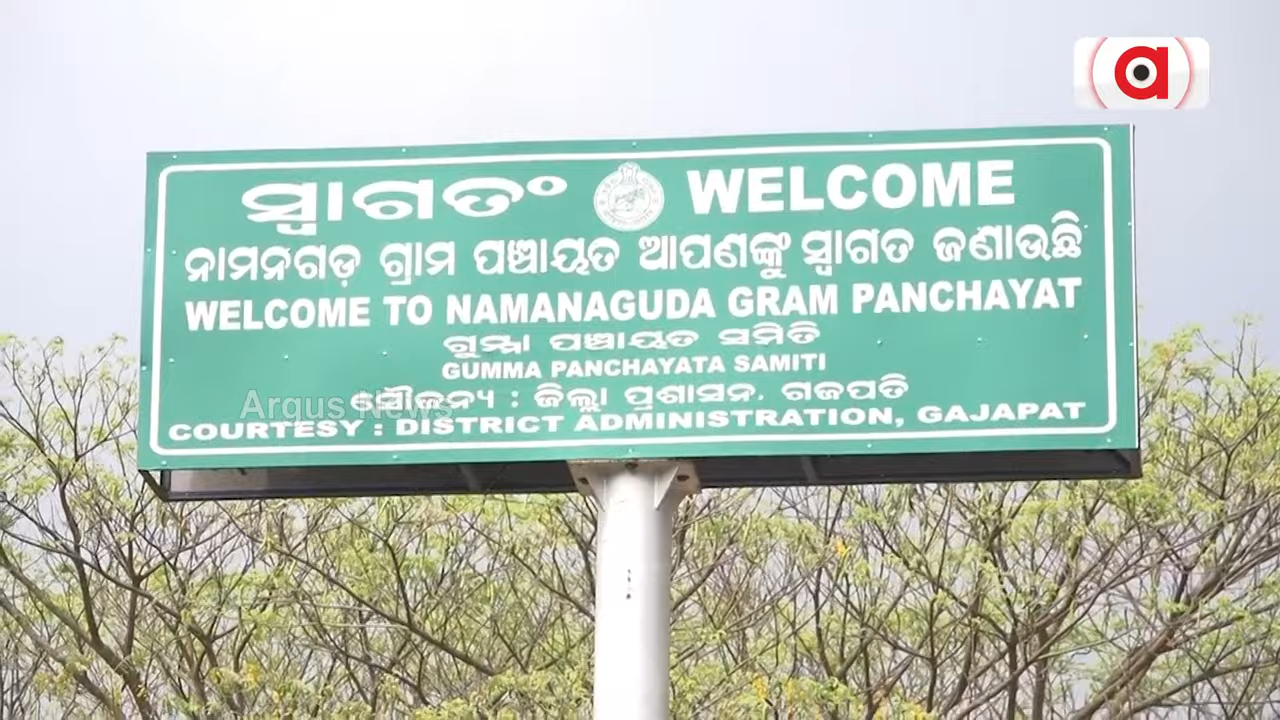 ସ୍ୱାଗତଂ WELCOME
ନାମନଗଡ଼ ଗ୍ରାମ ପଞ୍ଚାୟତ ଆପଣଙ୍କୁ ସ୍ୱାଗତ ଜଣାଉଛି
WELCOME TO NAMANAGUDA GRAM PANCHAYAT
ଗୁମ୍ମା ପଞ୍ଚାୟତ ସମିତି
GUMMA PANCHAYATA SAMITI
ସୌଜନ୍ୟ : ଜିଲ୍ଲା ପ୍ରଶାସନ, ଗଜପତି
Argus News
COURTESY : DISTRICT ADMINISTRATION, GAJAPAT